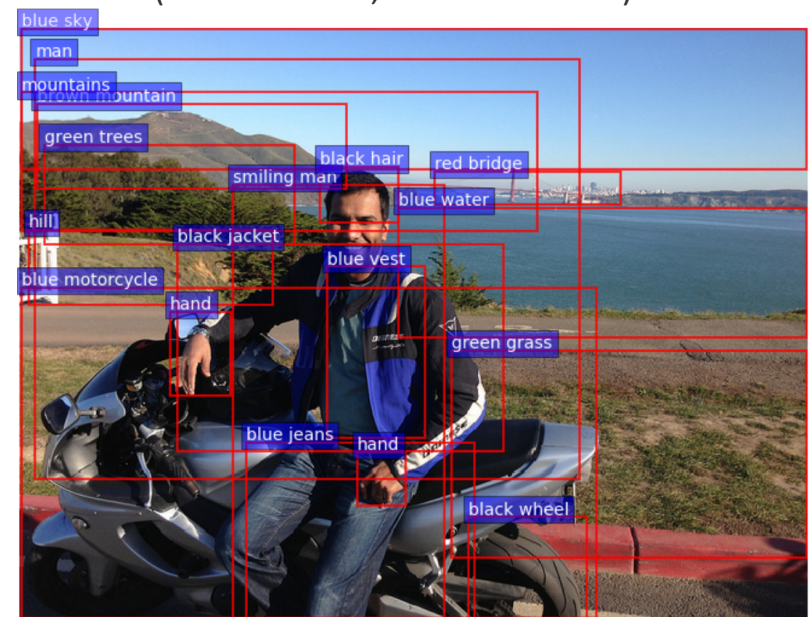 blue sky
man
mountains
brown mountain
green trees
black hair
red bridge
smiling man
blue water
hill
black jacket
blue vest
blue motorcycle
hand
green grass
blue jeans
hand
black wheel